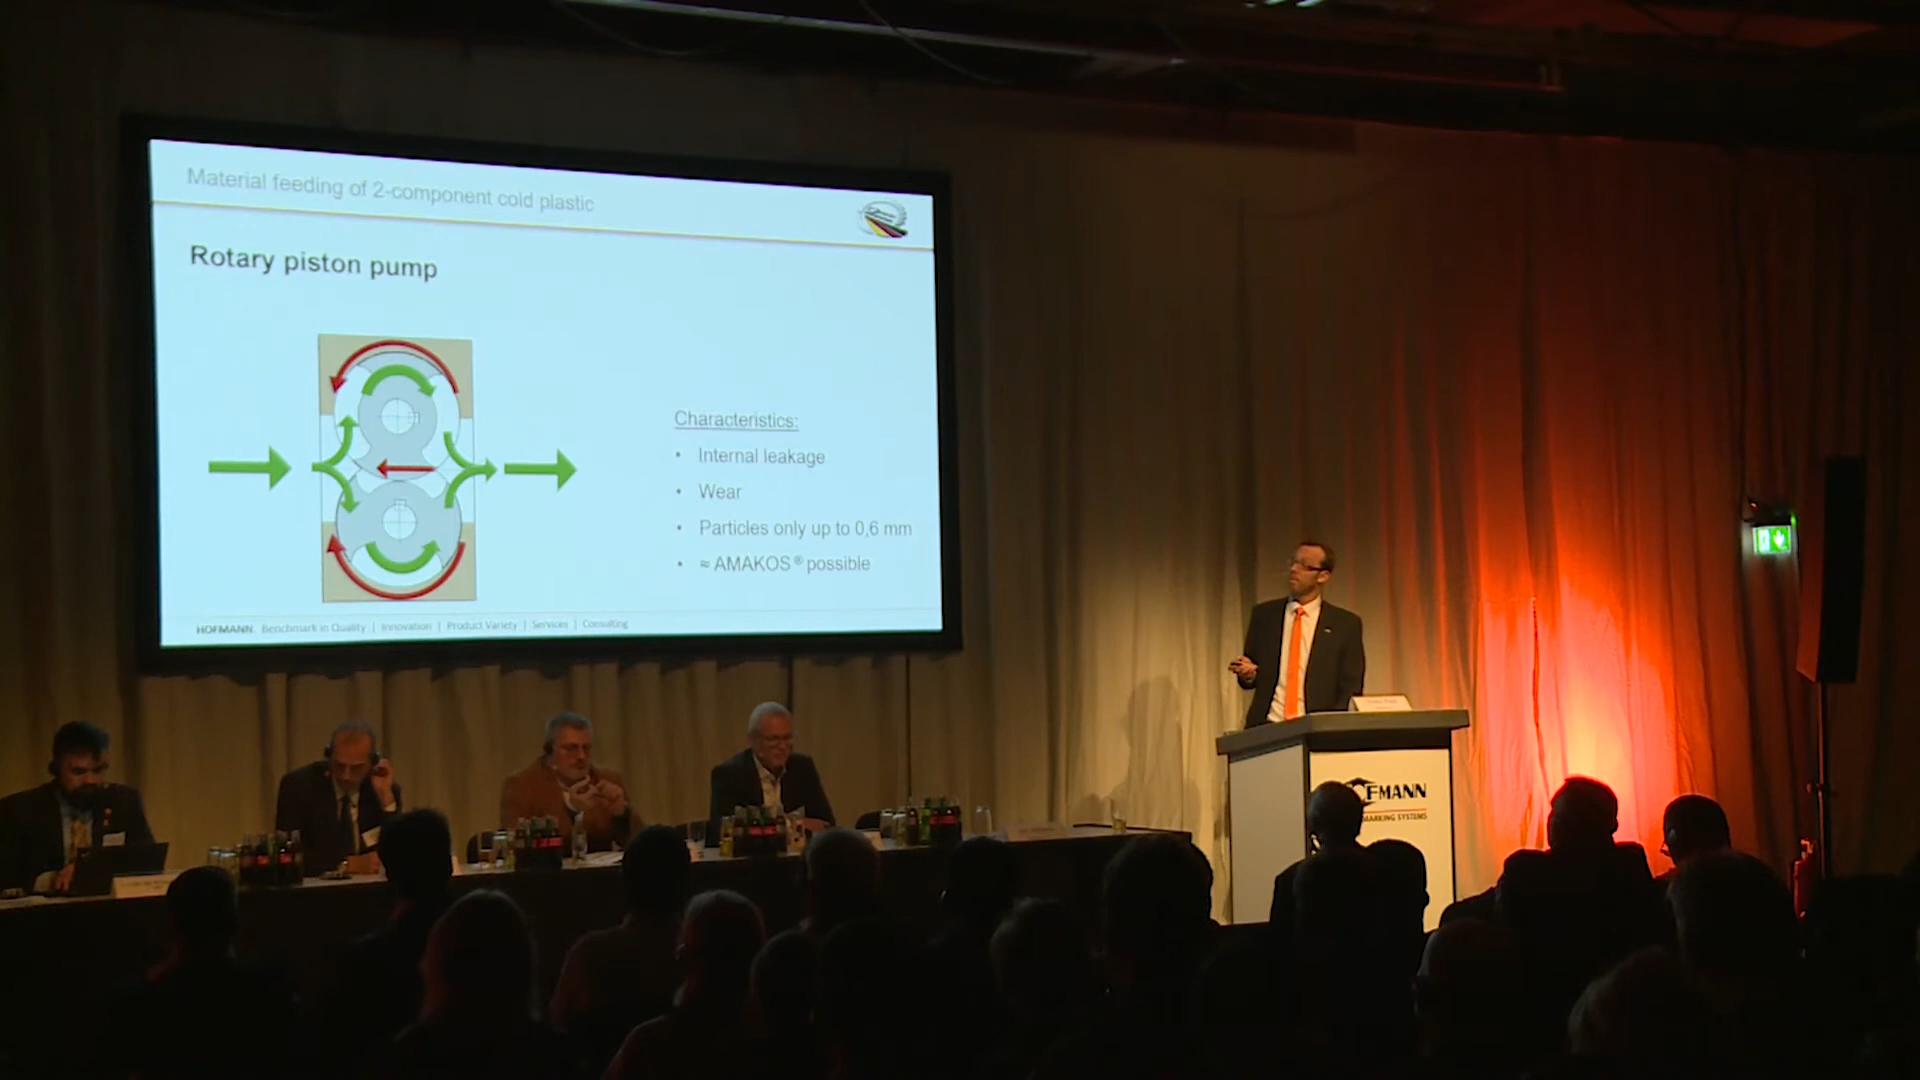 Material feeding of 2-component cold plastic
Rotary piston pump
Characteristics:
• Internal leakage
• Wear
• Particles only up to 0,6 mm
• ≈ AMAKOS® possible
HOFMANN Benchmark in Quality | Innovation | Product Variety | Services | Consulting
FMANN
MARKING SYSTEMS